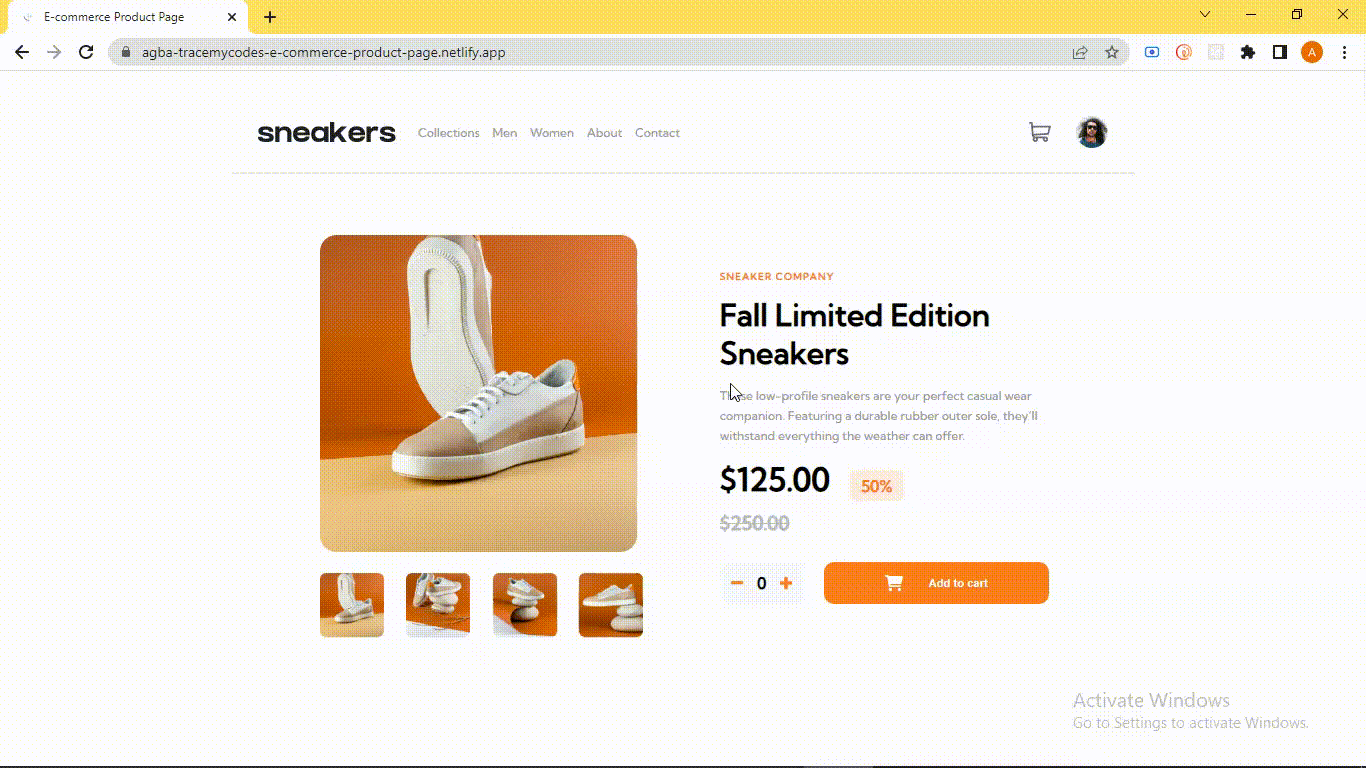 E-commerce Product Page
agba-tracemycodes-e-commerce-product-page.netlify.app
A
sneakers
Collections Men Women About Contact
SNEAKER COMPANY
Fall Limited Edition
Sneakers
These low-profile sneakers are your perfect casual wear
companion. Featuring a durable rubber outer sole, they'll
withstand everything the weather can offer.
$125.00 50%
$250.00
0 Add to cart
Activate Windows
Go to Settings to activate Windows.